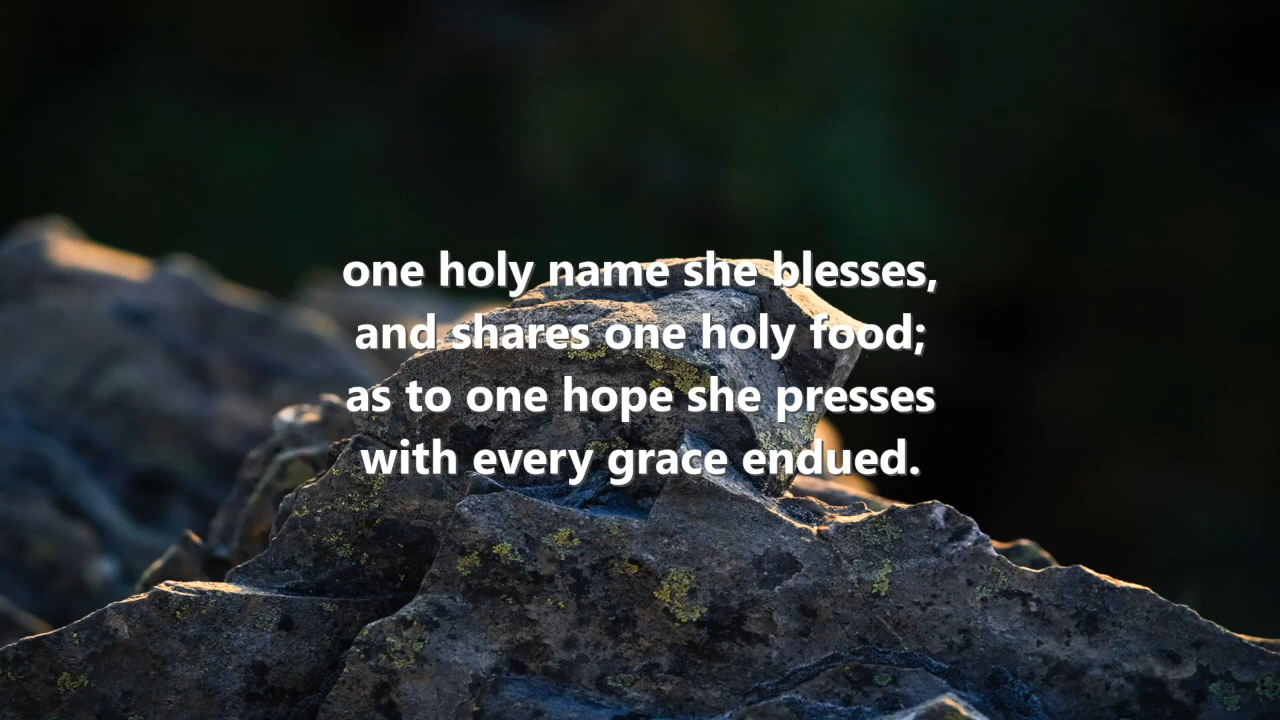 one holy name she blesses,
and shares one holy food;
as to one hope she presses
with every grace endued.